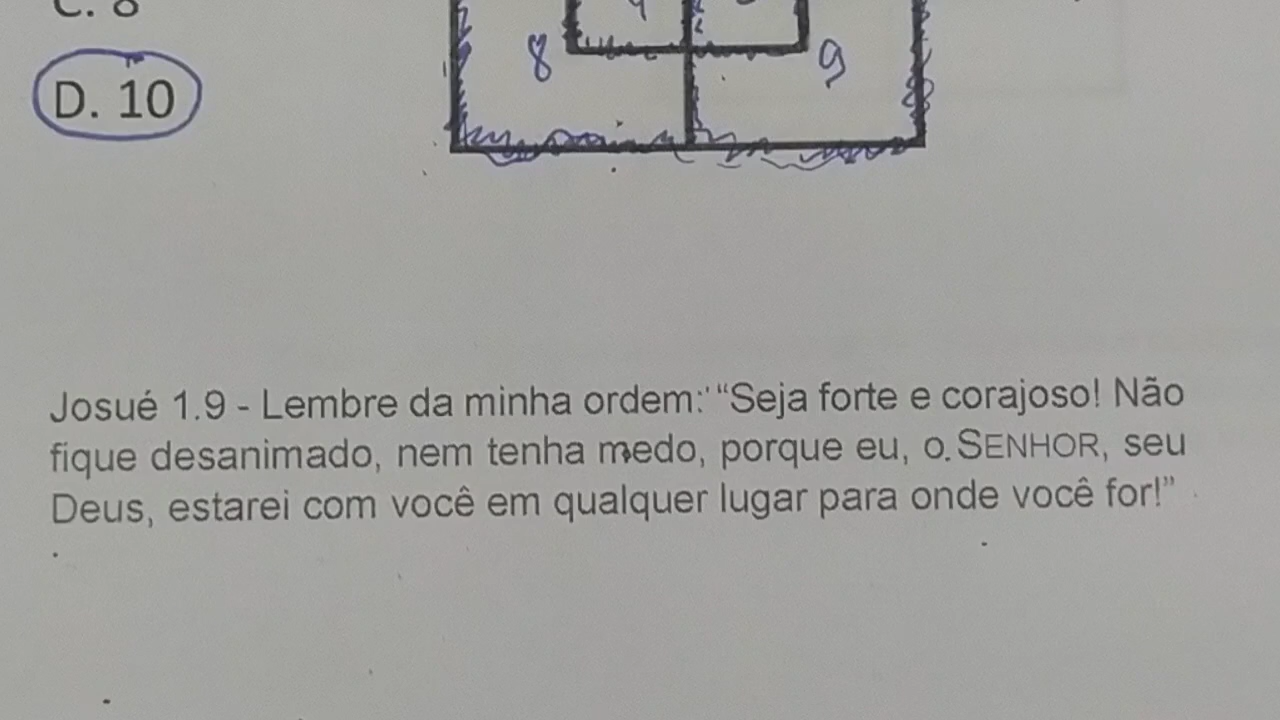 C. 8
8
9
D. 10
Josué 1.9 - Lembre da minha ordem: “Seja forte e corajoso! Não
fique desanimado, nem tenha medo, porque eu, o SENHOR, seu
Deus, estarei com você em qualquer lugar para onde você for!”